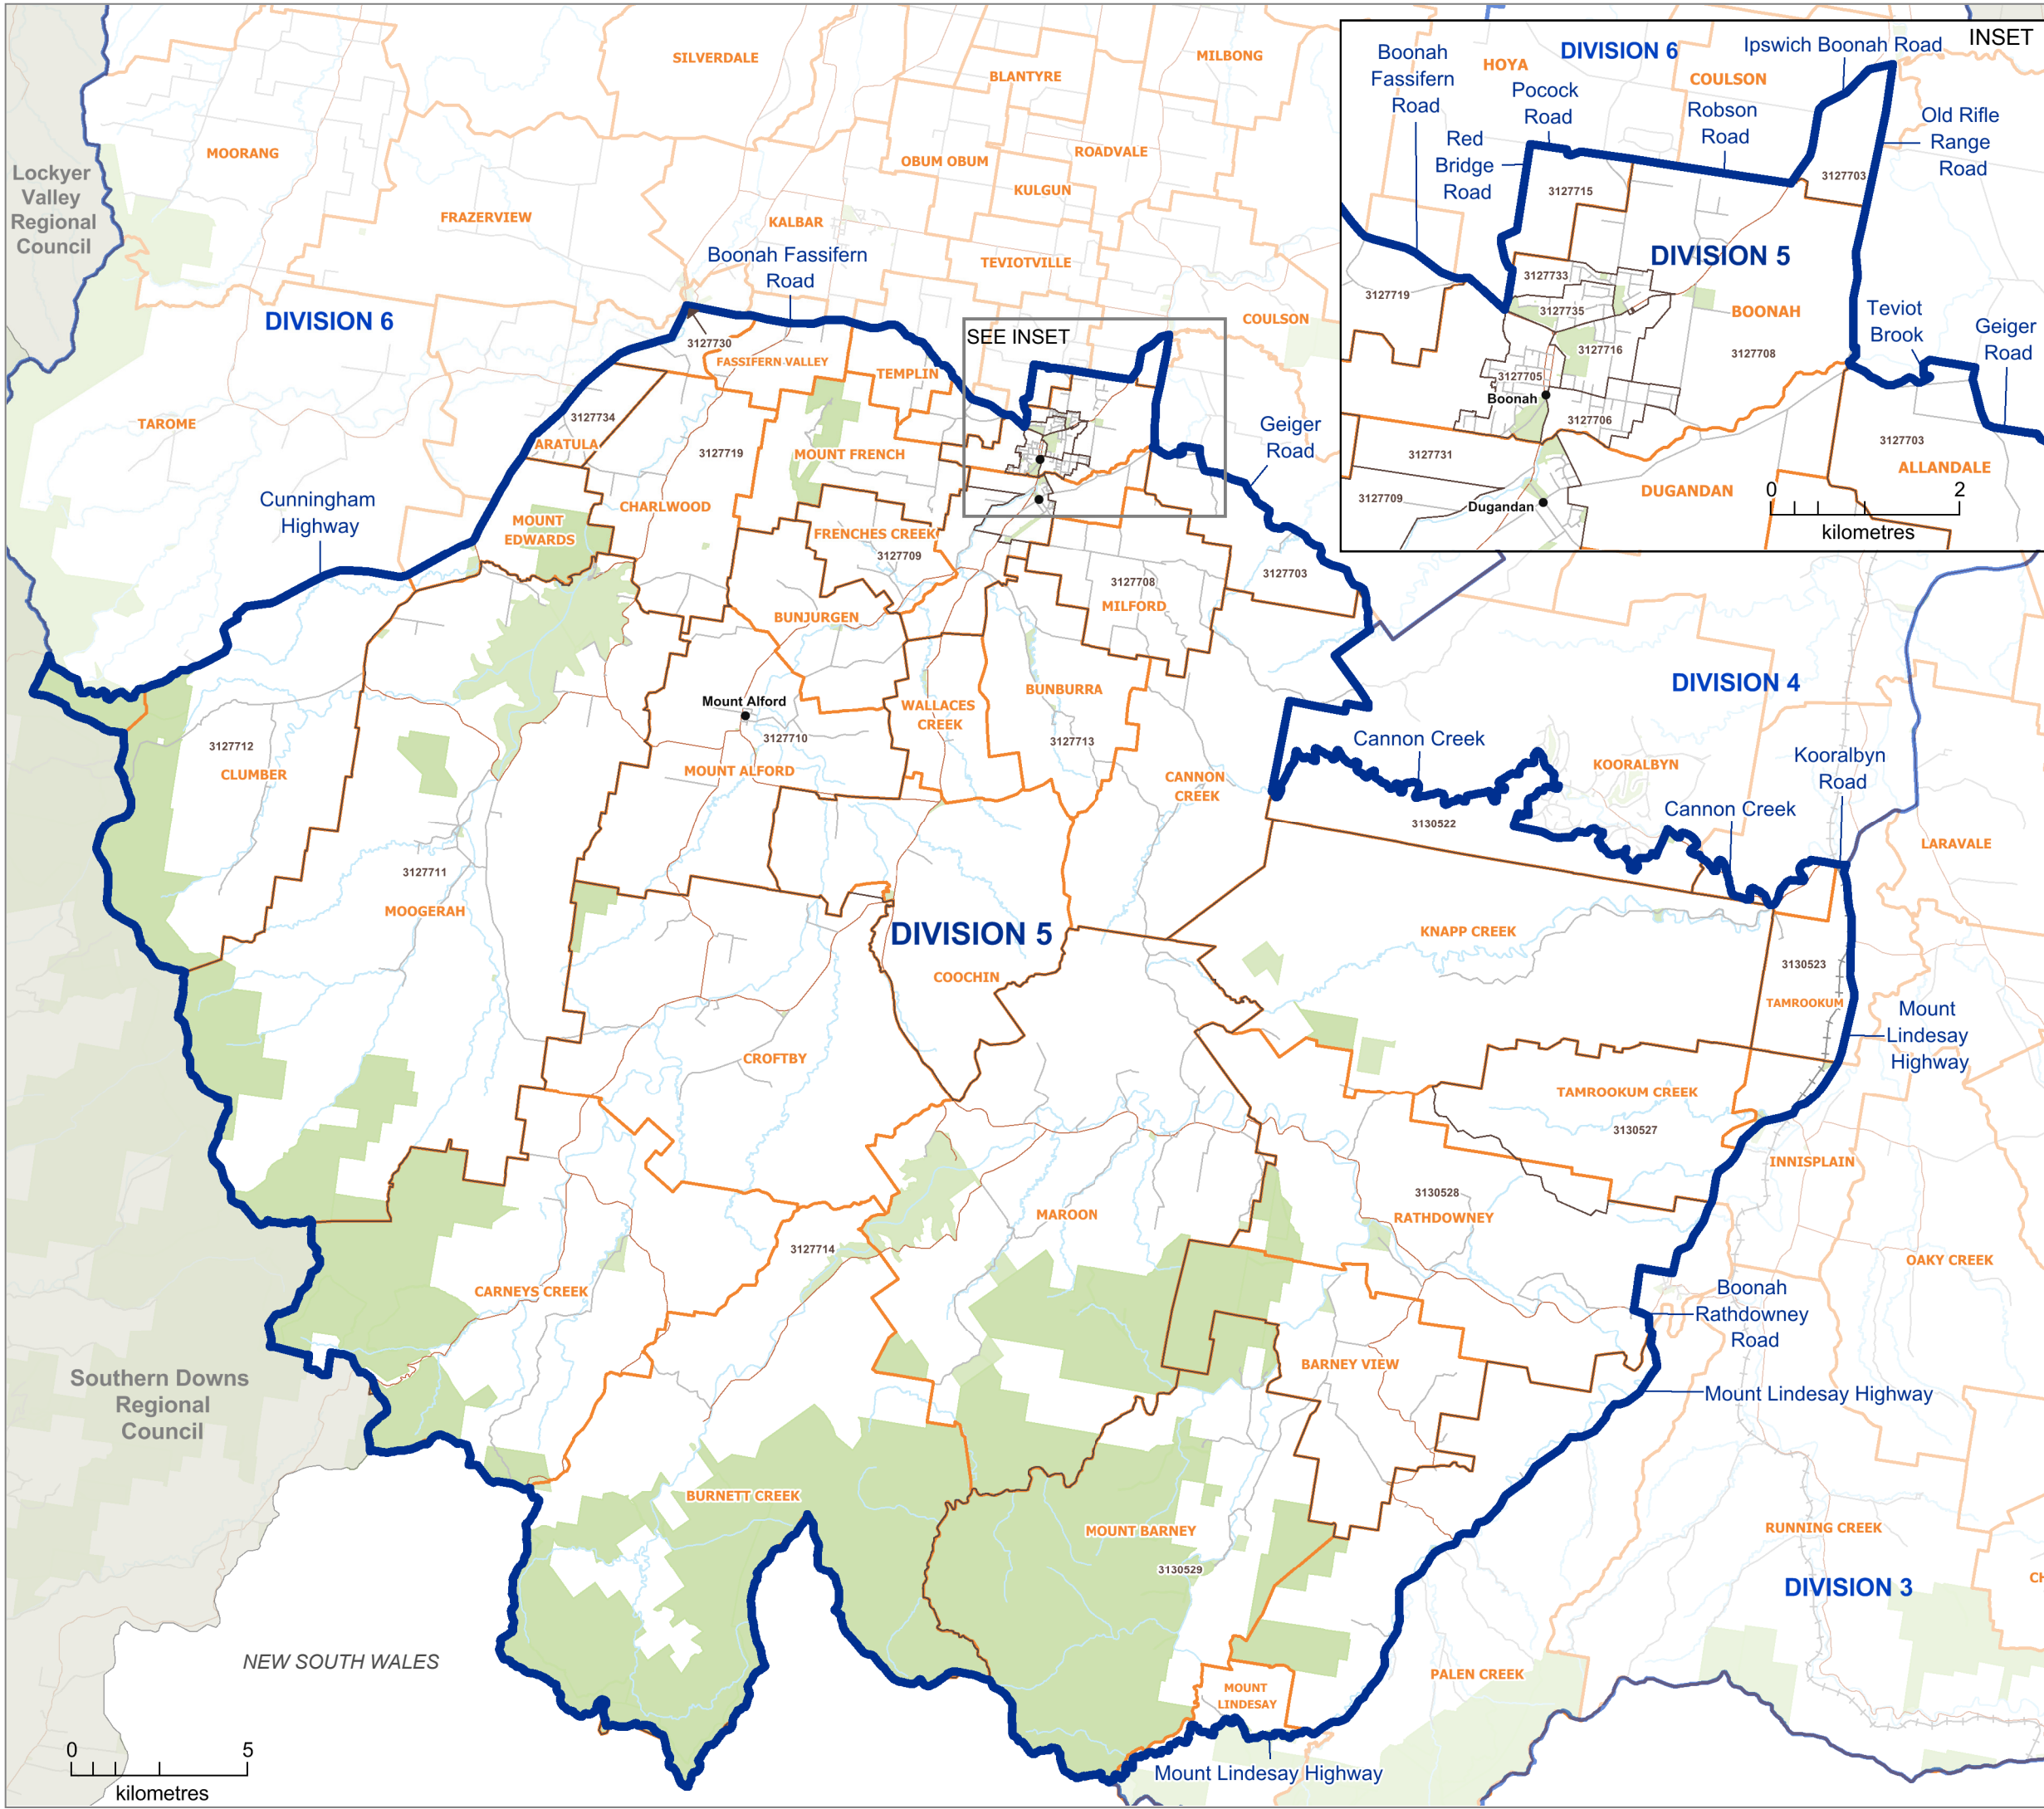 SILVERDALE
MILBONG
BLANTYRE
MOORANG
OBUM OBUM
ROADVALE
KULGUN
Lockyer
Valley
Regional
Council
FRAZERVIEW
KALBAR
Boonah Fassifern
Road
TEVIOTVILLE
DIVISION 6
COULSON
SEE INSET
3127730
FASSIFERN VALLEY
TEMPLIN
TAROME
3127734
ARATULA
3127719
MOUNT FRENCH
Geiger
Road
Cunningham
Highway
CHARLWOOD
MOUNT
EDWARDS
FRENCHES CREEK
3127709
3127708
MILFORD
3127703
BUNJURGEN
INSET
Boonah
Fassifern
Road
HOYA
DIVISION 6
Ipswich Boonah Road
COULSON
Pocock
Road
Robson
Road
Old Rifle
Range
Road
Red
Bridge
Road
3127715
3127703
DIVISION 5
3127733
3127719
3127735
BOONAH
Teviot
Brook
Geiger
Road
3127716
3127708
3127705
Boonah
3127706
3127731
3127703
ALLANDALE
3127709
DUGANDAN
Dugandan
0
2
kilometres
DIVISION 4
BUNBURRA
Mount Alford
WALLACES
CREEK
3127712
CLUMBER
3127710
3127713
MOUNT ALFORD
CANNON
CREEK
Cannon Creek
KOORALBYN
Kooralbyn
Road
Cannon Creek
3130522
LARAVALE
3127711
MOOGERAH
DIVISION 5
KNAPP CREEK
COOCHIN
3130523
TAMROOKUM
Mount
Lindesay
Highway
CROFTBY
TAMROOKUM CREEK
3130527
INNISPLAIN
3130528
RATHDOWNEY
MAROON
3127714
OAKY CREEK
CARNEYS CREEK
Boonah
Rathdowney
Road
Southern Downs
Regional
Council
BARNEY VIEW
Mount Lindesay Highway
BURNETT CREEK
MOUNT BARNEY
RUNNING CREEK
3130529
CH
DIVISION 3
NEW SOUTH WALES
PALEN CREEK
MOUNT
LINDESAY
0
5
kilometres
Mount Lindesay Highway